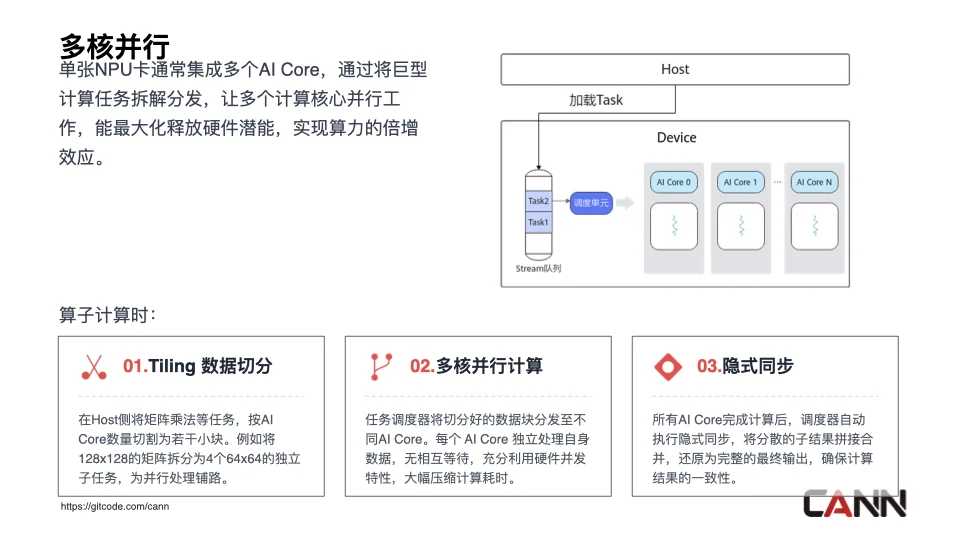 多核并行
单张NPU卡通常集成多个AI Core，通过将巨型
计算任务拆解分发，让多个计算核心并行工
作，能最大化释放硬件潜能，实现算力的倍增
效应。
Host
加载Task
Device
AI Core 0
AI Core 1
...
AI Core N
Task2
调度单元
Task1
Stream队列
算子计算时：
01.Tiling 数据切分
在Host侧将矩阵乘法等任务，按AI
Core数量切割为若干小块。例如将
128x128的矩阵拆分为4个64x64的独立
子任务，为并行处理铺路。
02.多核并行计算
任务调度器将切分好的数据块分发至不
同AI Core。每个 AI Core 独立处理自身
数据，无相互等待，充分利用硬件并发
特性，大幅压缩计算耗时。
03.隐式同步
所有AI Core完成计算后，调度器自动
执行隐式同步，将分散的子结果拼接合
并，还原为完整的最终输出，确保计算
结果的一致性。
https://gitcode.com/cann
CANN